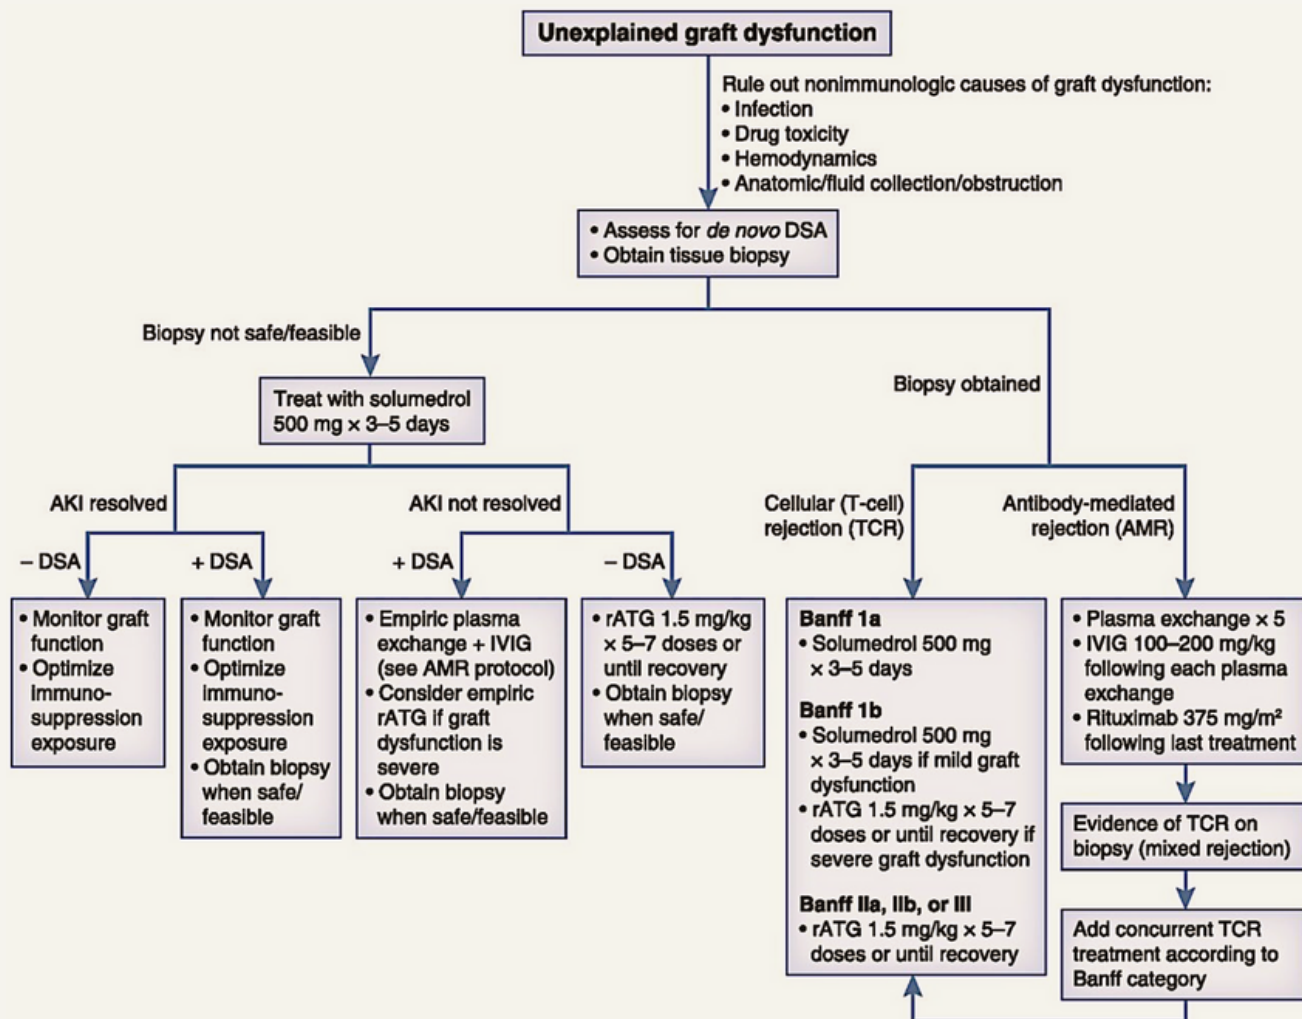 Unexplained graft dysfunction
Rule out nonimmunologic causes of graft dysfunction:
• Infection
• Drug toxicity
• Hemodynamics
• Anatomic/fluid collection/obstruction
• Assess for de novo DSA
• Obtain tissue biopsy
Biopsy not safe/feasible
Treat with solumedrol
500 mg × 3–5 days
AKI resolved
– DSA
+ DSA
• Monitor graft
function
• Optimize
immuno-
suppression
exposure
• Monitor graft
function
• Optimize
immuno-
suppression
exposure
• Obtain biopsy
when safe/
feasible
AKI not resolved
+ DSA
– DSA
• Empiric plasma
exchange + IVIG
(see AMR protocol)
• Consider empiric
rATG if graft
dysfunction is
severe
• Obtain biopsy
when safe/feasible
• rATG 1.5 mg/kg
× 5–7 doses or
until recovery
• Obtain biopsy
when safe/
feasible
Biopsy obtained
Cellular (T-cell)
rejection (TCR)
Banff 1a
• Solumedrol 500 mg
× 3–5 days
Banff 1b
• Solumedrol 500 mg
× 3–5 days if mild graft
dysfunction
• rATG 1.5 mg/kg × 5–7
doses or until recovery if
severe graft dysfunction
Banff IIa, IIb, or III
• rATG 1.5 mg/kg × 5–7
doses or until recovery
Antibody-mediated
rejection (AMR)
• Plasma exchange × 5
• IVIG 100–200 mg/kg
following each plasma
exchange
• Rituximab 375 mg/m²
following last treatment
Evidence of TCR on
biopsy (mixed rejection)
Add concurrent TCR
treatment according to
Banff category